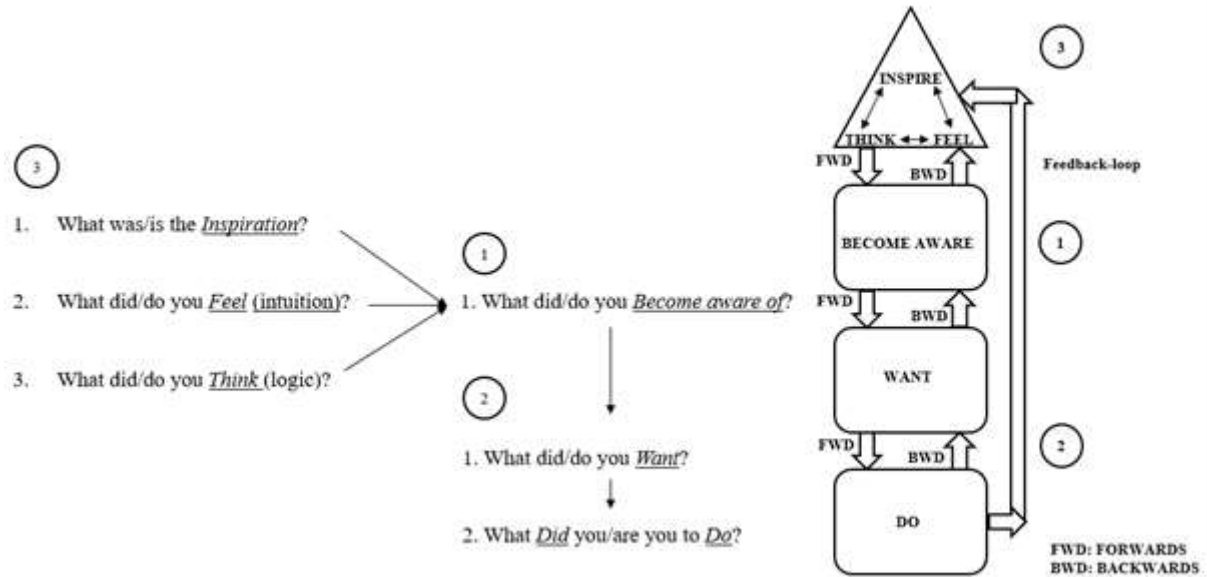 3
1. What was/is the Inspiration?
2. What did/do you Feel (intuition)?
3. What did/do you Think (logic)?
1
1. What did/do you Become aware of?
2
1. What did/do you Want?
2. What Did you/are you to Do?
INSPIRE
THINK FEEL
FWD BWD
BECOME AWARE
FWD BWD
WANT
FWD BWD
DO
3
Feedback-loop
1
2
FWD: FORWARDS
BWD: BACKWARDS